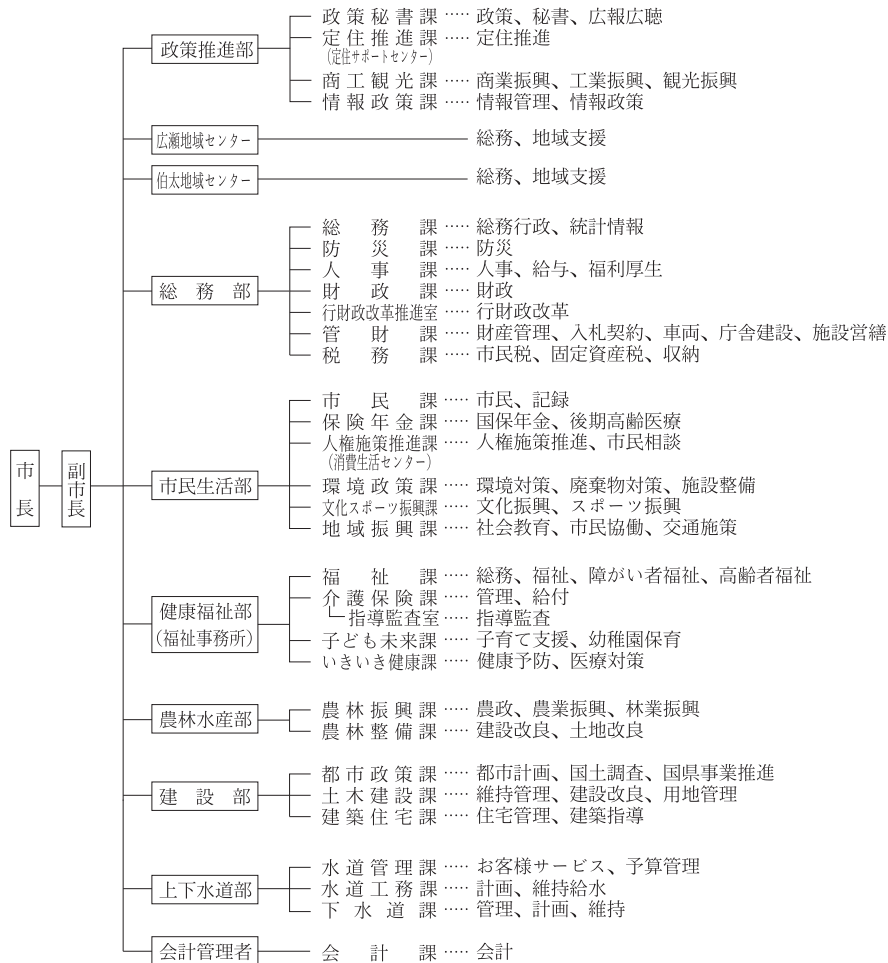 市長
副市長
政策推進部
政策秘書課 ····· 政策、秘書、広報広聴
定住推進課 ····· 定住推進
(定住サポートセンター)
商工観光課 ····· 商業振興、工業振興、観光振興
情報政策課 ····· 情報管理、情報政策
広瀬地域センター 総務、地域支援
伯太地域センター 総務、地域支援
総務部
総務課 ····· 総務行政、統計情報
防災課 ····· 防災
人事課 ····· 人事、給与、福利厚生
財政課 ····· 財政
行財政改革推進室 ····· 行財政改革
管財課 ····· 財産管理、入札契約、車両、庁舎建設、施設営繕
税務課 ····· 市民税、固定資産税、収納
市民生活部
市民課 ····· 市民、記録
保険年金課 ····· 国保年金、後期高齢医療
人権施策推進課 ····· 人権施策推進、市民相談
(消費生活センター)
環境政策課 ····· 環境対策、廃棄物対策、施設整備
文化スポーツ振興課 ····· 文化振興、スポーツ振興
地域振興課 ····· 社会教育、市民協働、交通施策
健康福祉部
(福祉事務所)
福祉課 ····· 総務、福祉、障がい者福祉、高齢者福祉
介護保険課 ····· 管理、給付
指導監査室 ····· 指導監査
子ども未来課 ····· 子育て支援、幼稚園保育
いきいき健康課 ····· 健康予防、医療対策
農林水産部
農林振興課 ····· 農政、農業振興、林業振興
農林整備課 ····· 建設改良、土地改良
建設部
都市政策課 ····· 都市計画、国土調査、国県事業推進
土木建設課 ····· 維持管理、建設改良、用地管理
建築住宅課 ····· 住宅管理、建築指導
上下水道部
水道管理課 ····· お客様サービス、予算管理
水道工務課 ····· 計画、維持給水
下水道課 ····· 管理、計画、維持
会計管理者
会計課 ····· 会計